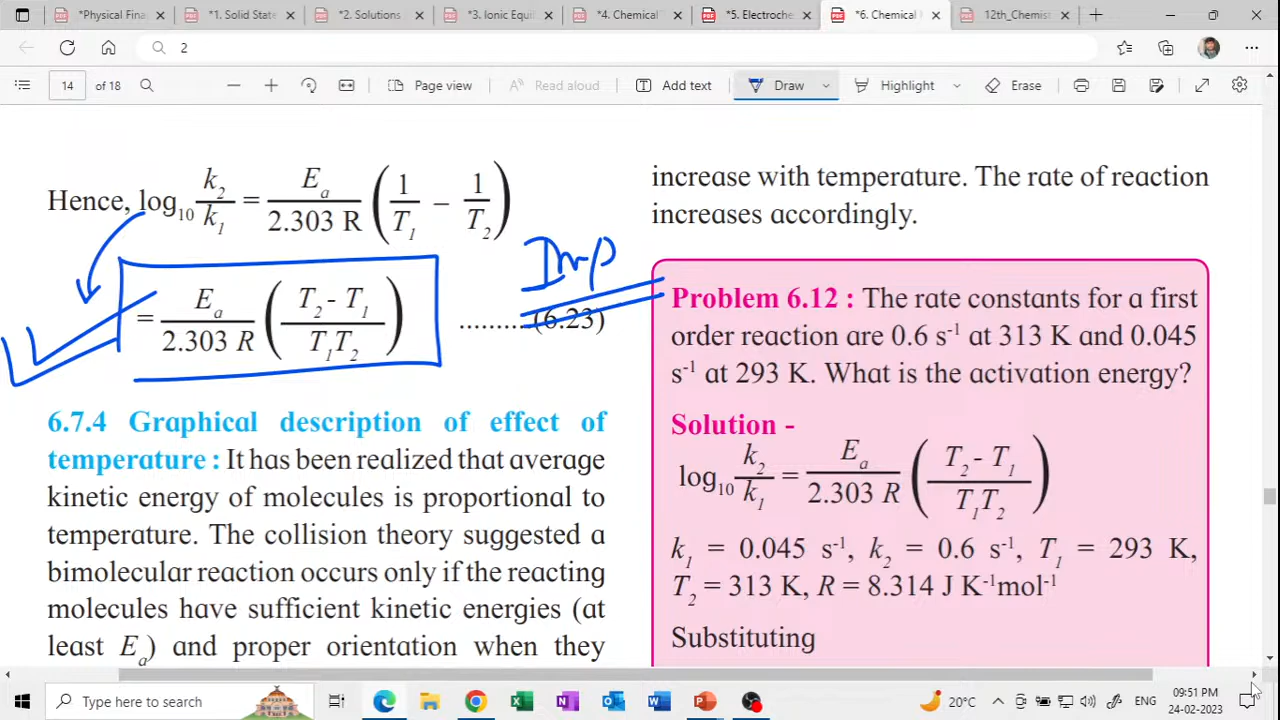 *Physical Fina
*1. Solid State
*2. Solutions
*3. Ionic Equil
*4. Chemical
*5. Electroche
*6. Chemical
12th_Chemist
2
14 of 18
Page view
Read aloud
Add text
Draw
Highlight
Erase
Hence, log₁₀ k₂/k₁ = Eₐ/2.303 R (1/T₁ – 1/T₂)
= Eₐ/2.303 R (T₂ - T₁/T₁T₂) ..........(6.23)
Imp
6.7.4 Graphical description of effect of
temperature : It has been realized that average
kinetic energy of molecules is proportional to
temperature. The collision theory suggested a
bimolecular reaction occurs only if the reacting
molecules have sufficient kinetic energies (at
least Eₐ) and proper orientation when they
increase with temperature. The rate of reaction
increases accordingly.
Problem 6.12 : The rate constants for a first
order reaction are 0.6 s⁻¹ at 313 K and 0.045
s⁻¹ at 293 K. What is the activation energy?
Solution -
log₁₀ k₂/k₁ = Eₐ/2.303 R (T₂ - T₁/T₁T₂)
k₁ = 0.045 s⁻¹, k₂ = 0.6 s⁻¹, T₁ = 293 K,
T₂ = 313 K, R = 8.314 J K⁻¹mol⁻¹
Substituting
Type here to search
20°C
09:51 PM
24-02-2023